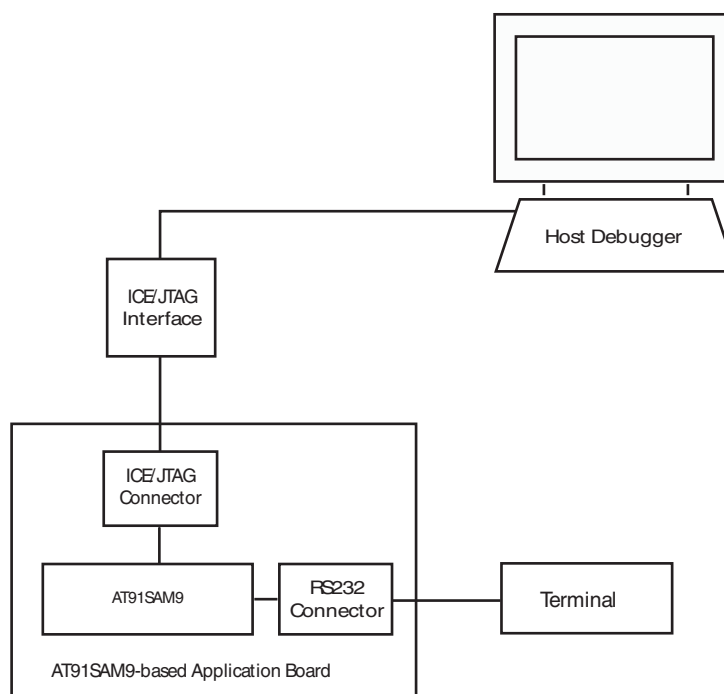 Host Debugger
ICE/JTAG
Interface
ICE/JTAG
Connector
AT91SAM9
RS232
Connector
Terminal
AT91SAM9-based Application Board